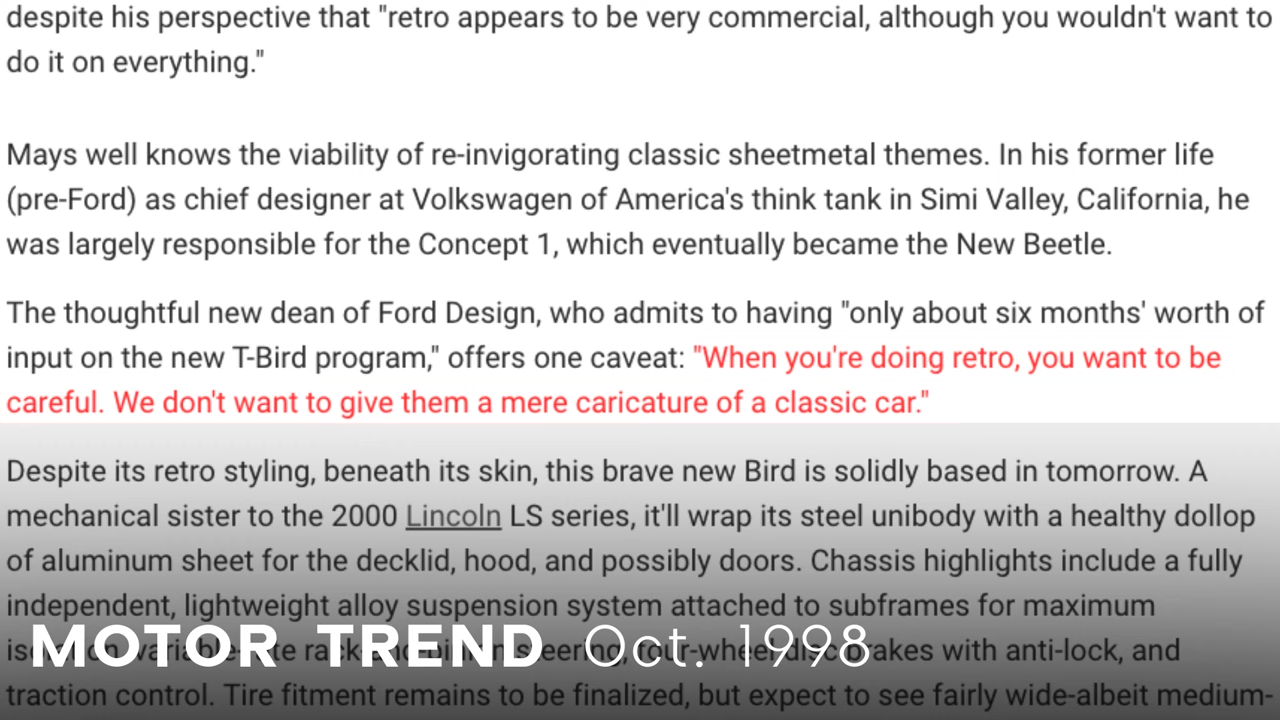 despite his perspective that "retro appears to be very commercial, although you wouldn't want to
do it on everything."
Mays well knows the viability of re-invigorating classic sheetmetal themes. In his former life
(pre-Ford) as chief designer at Volkswagen of America's think tank in Simi Valley, California, he
was largely responsible for the Concept 1, which eventually became the New Beetle.
The thoughtful new dean of Ford Design, who admits to having "only about six months' worth of
input on the new T-Bird program," offers one caveat: "When you're doing retro, you want to be
careful. We don't want to give them a mere caricature of a classic car."
Despite its retro styling, beneath its skin, this brave new Bird is solidly based in tomorrow. A
mechanical sister to the 2000 Lincoln LS series, it'll wrap its steel unibody with a healthy dollop
of aluminum sheet for the decklid, hood, and possibly doors. Chassis highlights include a fully
independent, lightweight alloy suspension system attached to subframes for maximum
steering, four-wheel disc brakes with anti-lock, and
MOTOR TREND Oct. 1998
traction control. Tire fitment remains to be finalized, but expect to see fairly wide-albeit medium-